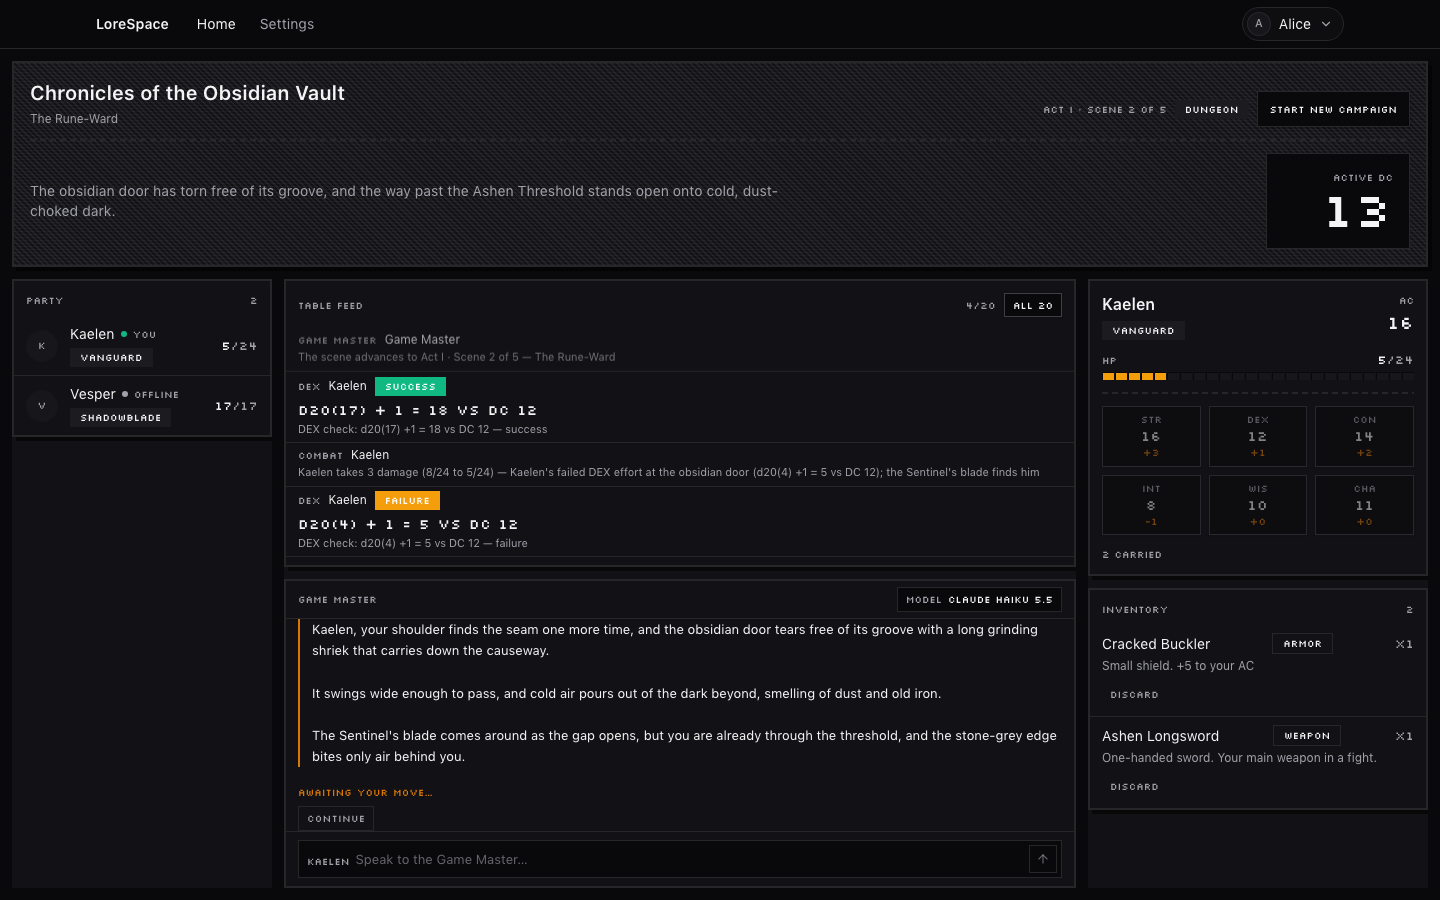 LoreSpace Home Settings
A Alice
Chronicles of the Obsidian Vault
The Rune-Ward
ACT I · SCENE 2 OF 5 DUNGEON START NEW CAMPAIGN
The obsidian door has torn free of its groove, and the way past the Ashen Threshold stands open onto cold, dust-
choked dark.
ACTIVE DC
13
PARTY 2
K Kaelen YOU
VANGUARD
5/24
V Vesper OFFLINE
SHADOWBLADE
17/17
TABLE FEED 4/20 ALL 20
GAME MASTER Game Master
The scene advances to Act I · Scene 2 of 5 — The Rune-Ward
DEX Kaelen SUCCESS
D20(17) + 1 = 18 VS DC 12
DEX check: d20(17) +1 = 18 vs DC 12 — success
COMBAT Kaelen
Kaelen takes 3 damage (8/24 to 5/24) — Kaelen's failed DEX effort at the obsidian door (d20(4) +1 = 5 vs DC 12); the Sentinel's blade finds him
DEX Kaelen FAILURE
D20(4) + 1 = 5 VS DC 12
DEX check: d20(4) +1 = 5 vs DC 12 — failure
GAME MASTER MODEL CLAUDE HAIKU 5.5
Kaelen, your shoulder finds the seam one more time, and the obsidian door tears free of its groove with a long grinding
shriek that carries down the causeway.
It swings wide enough to pass, and cold air pours out of the dark beyond, smelling of dust and old iron.
The Sentinel's blade comes around as the gap opens, but you are already through the threshold, and the stone-grey edge
bites only air behind you.
AWAITING YOUR MOVE…
CONTINUE
KAELEN Speak to the Game Master...
Kaelen AC
VANGUARD 16
HP 5/24
STR DEX CON
16 12 14
+3 +1 +2
INT WIS CHA
8 10 11
-1 +0 +0
2 CARRIED
INVENTORY 2
Cracked Buckler ARMOR X1
Small shield. +5 to your AC
DISCARD
Ashen Longsword WEAPON X1
One-handed sword. Your main weapon in a fight.
DISCARD